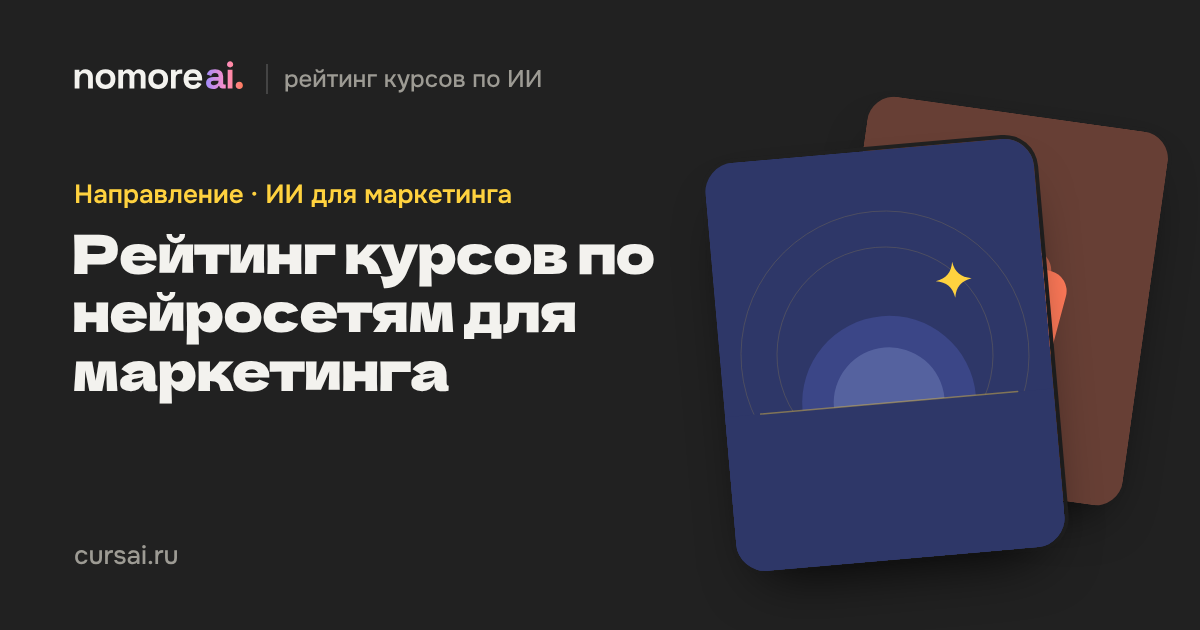 nomoreai. | рейтинг курсов по ИИ
Направление · ИИ для маркетинга
Рейтинг курсов по
нейросетям для
маркетинга
cursai.ru